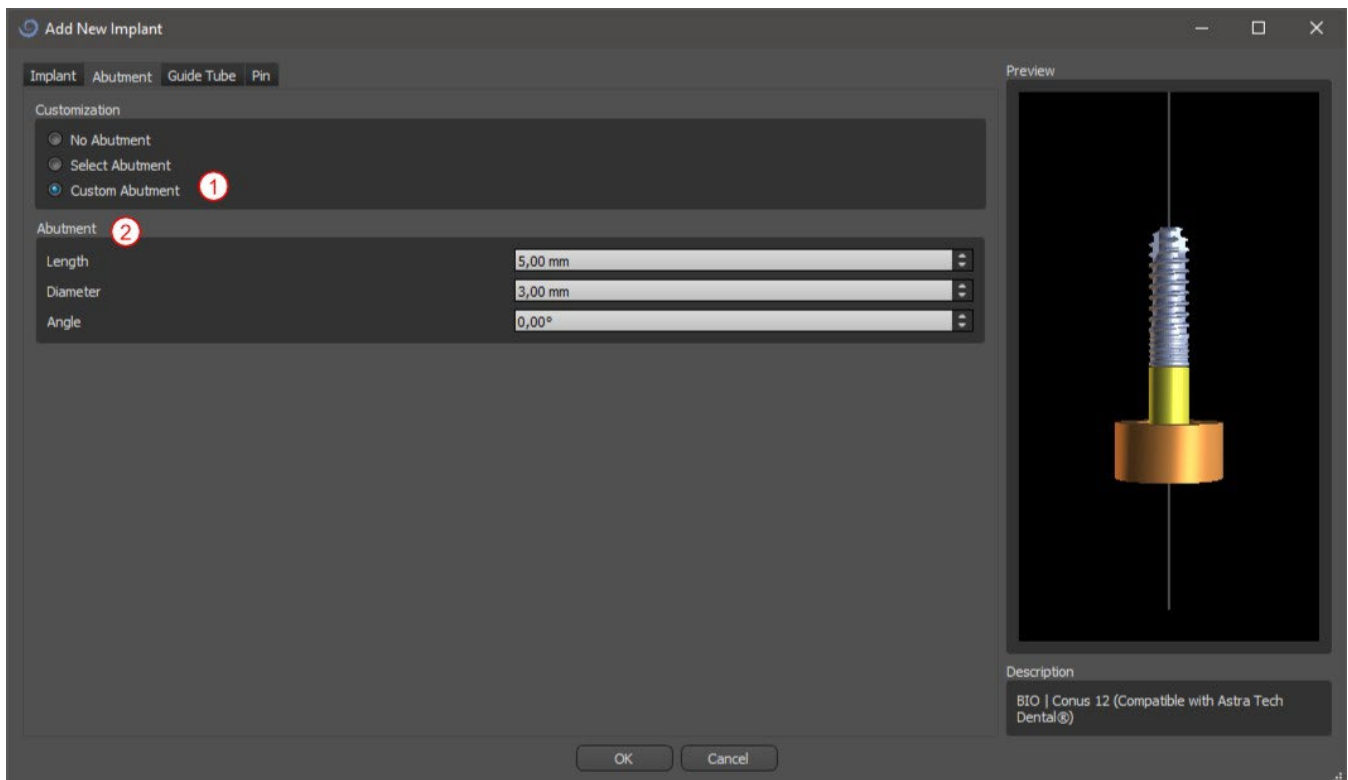 Add New Implant
Implant Abutment Guide Tube Pin
Customization
No Abutment
Select Abutment
Custom Abutment 1
Abutment 2
Length 5,00 mm
Diameter 3,00 mm
Angle 0,00°
Preview
Description
BIO | Conus 12 (Compatible with Astra Tech
Dental®)
OK Cancel